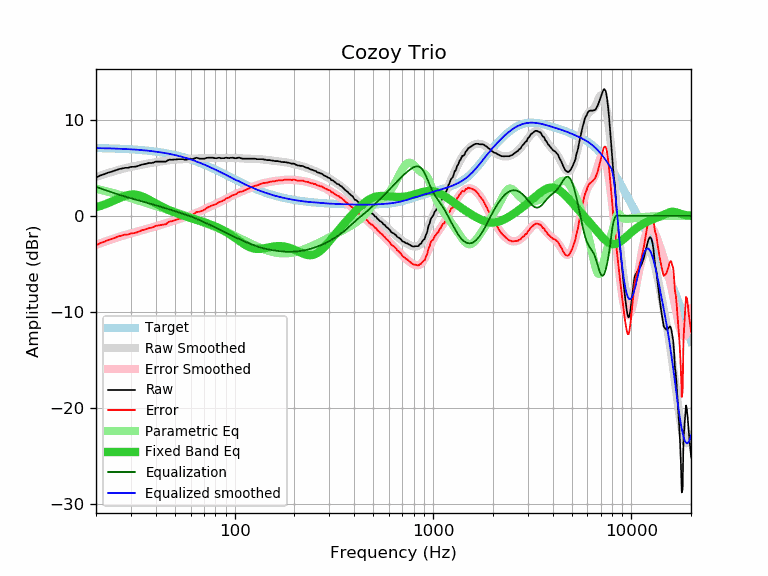 Cozoy Trio
Amplitude (dBr)
10
0
−10
−20
−30
Target
Raw Smoothed
Error Smoothed
Raw
Error
Parametric Eq
Fixed Band Eq
Equalization
Equalized smoothed
100
1000
10000
Frequency (Hz)